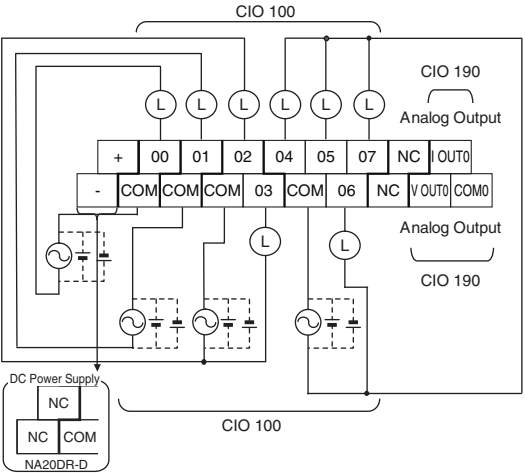 CIO 100
CIO 190
Analog Output
L L L L L L
+ 00 01 02 04 05 07 NC I OUT0
- COM COM COM 03 COM 06 NC V OUT0 COM0
L L
Analog Output
CIO 190
DC Power Supply
NC
NC COM
NA20DR-D
CIO 100